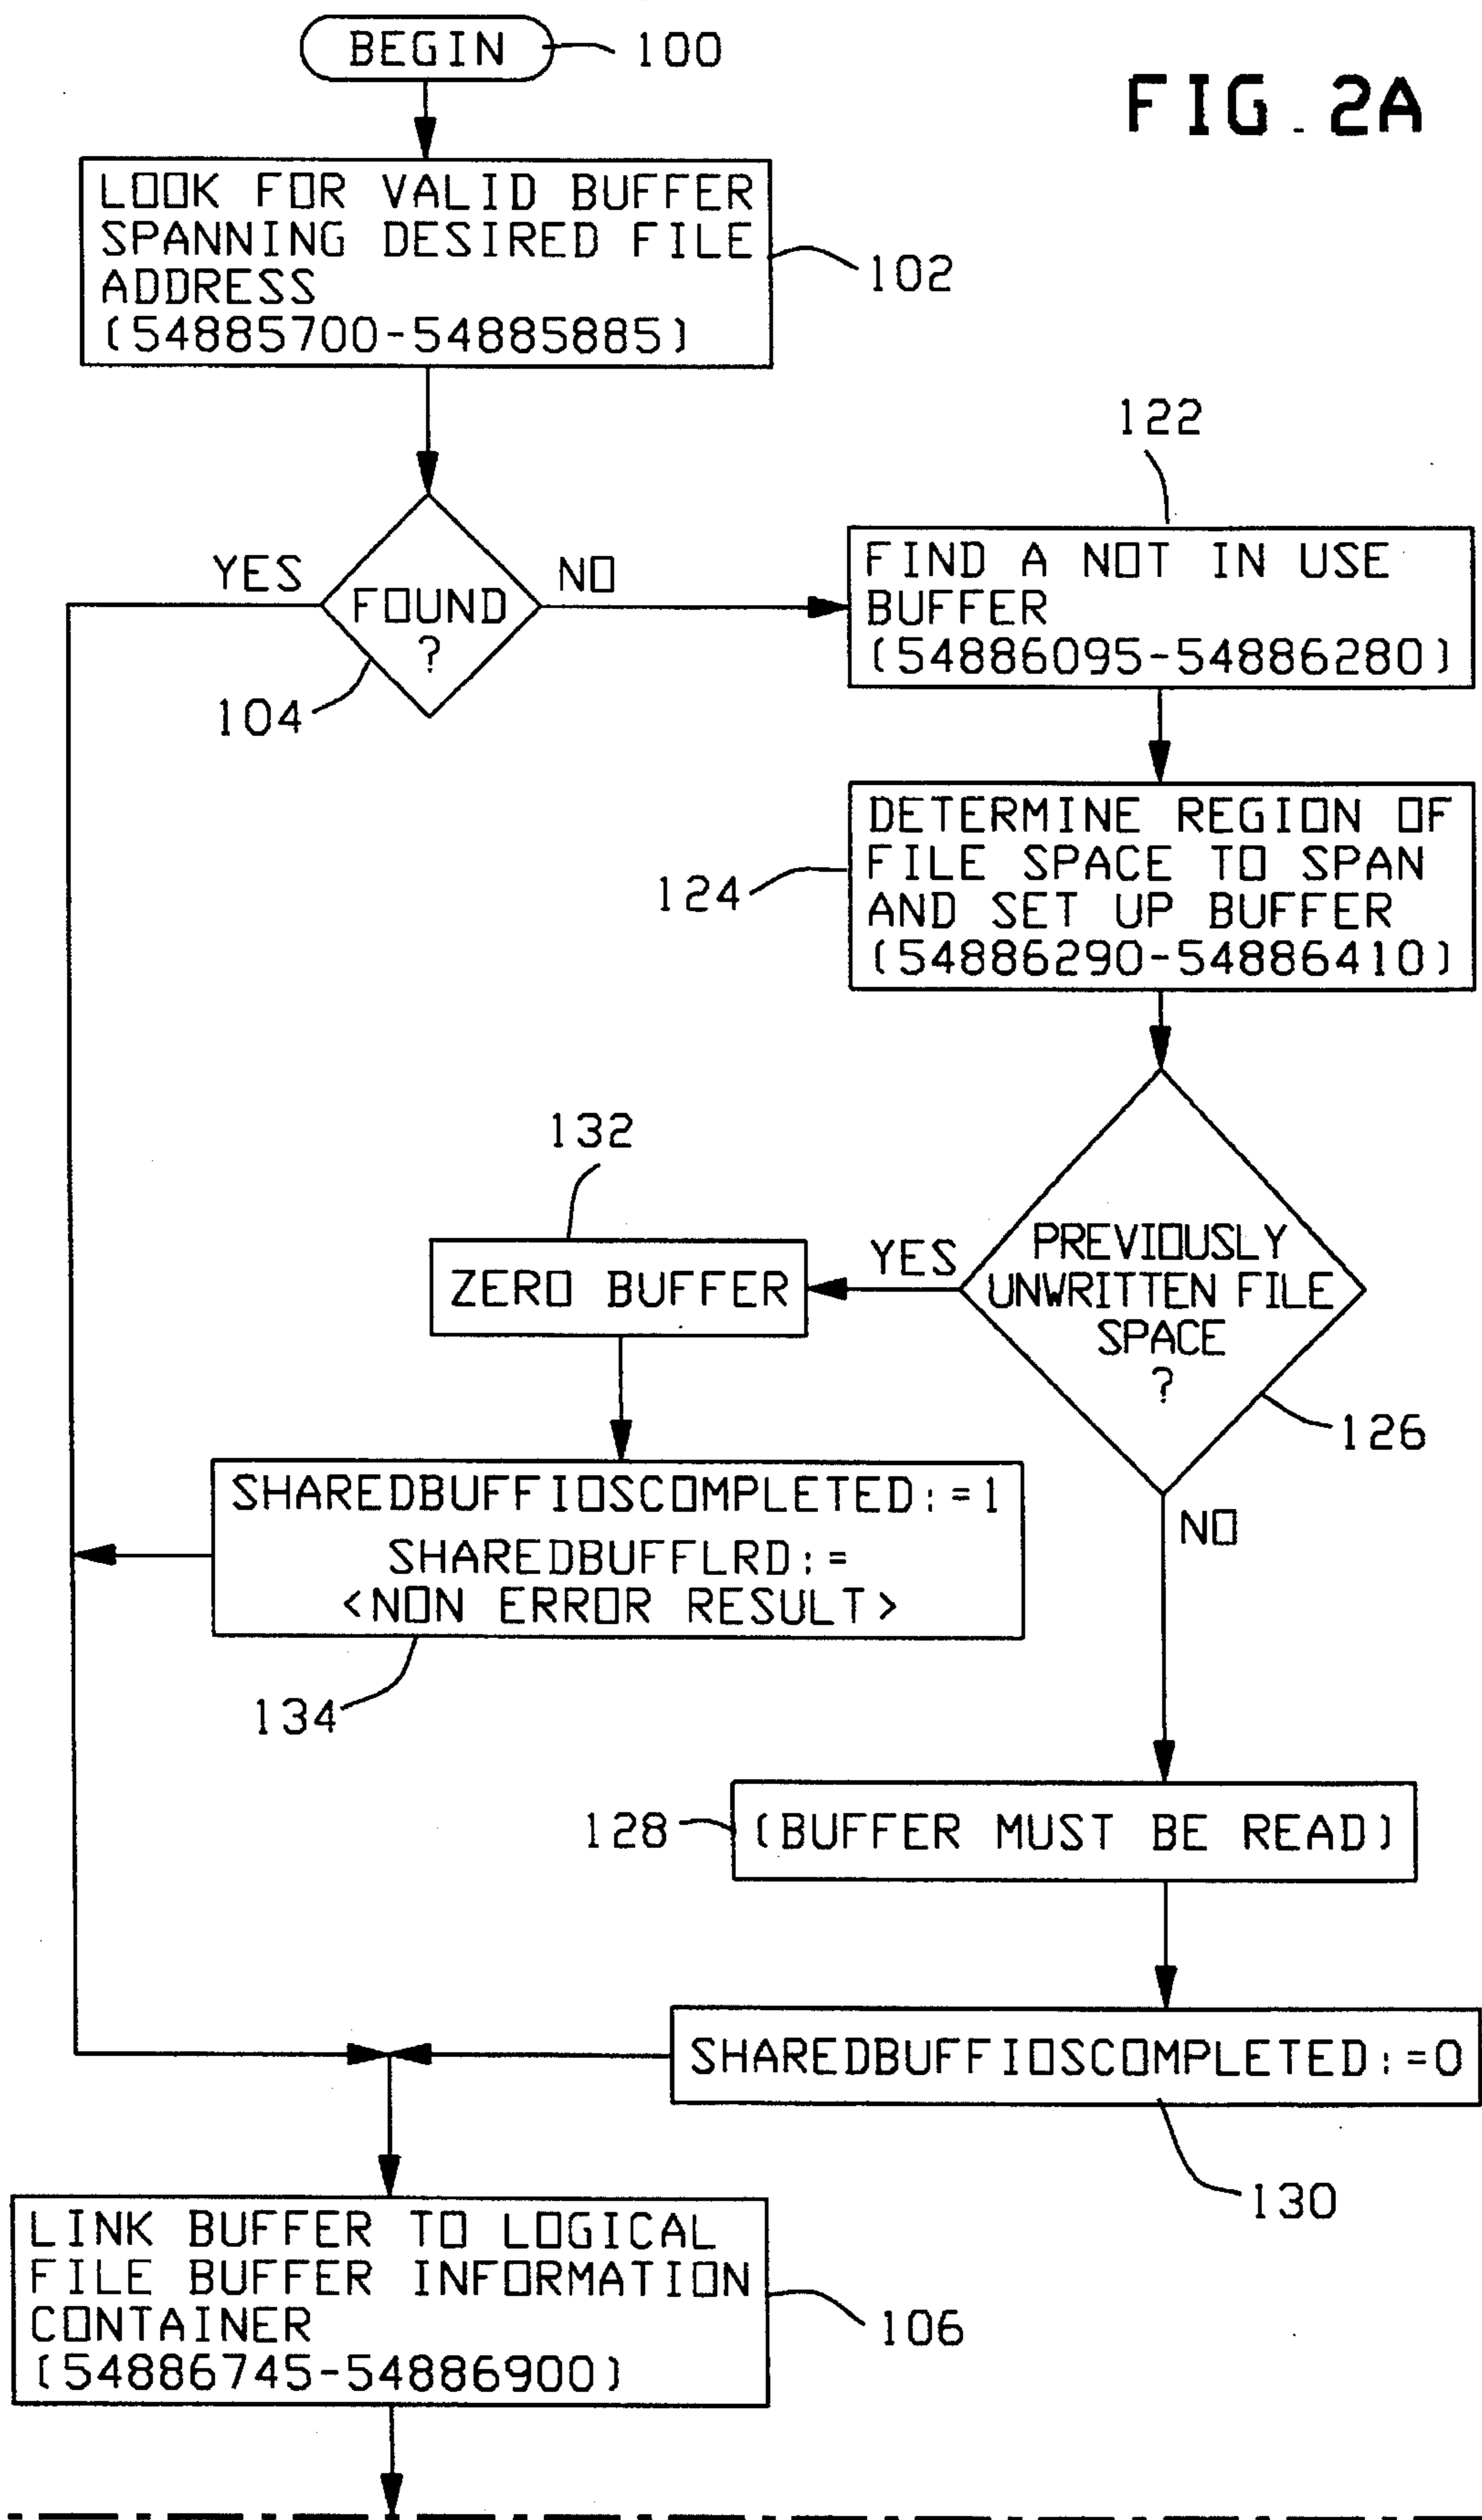 BEGIN
100
FIG. 2A
LOOK FOR VALID BUFFER
SPANNING DESIRED FILE
ADDRESS
(54885700-54885885)
102
122
YES
NO
FOUND
?
104
FIND A NOT IN USE
BUFFER
(54886095-54886280)
DETERMINE REGION OF
FILE SPACE TO SPAN
AND SET UP BUFFER
(54886290-54886410)
124
132
ZERO BUFFER
YES
PREVIOUSLY
UNWRITTEN FILE
SPACE
?
126
NO
SHAREDBUFFIOSCOMPLETED:=1
SHAREDBUFFLRD:=
<NON ERROR RESULT>
134
128
(BUFFER MUST BE READ)
SHAREDBUFFIOSCOMPLETED:=0
130
LINK BUFFER TO LOGICAL
FILE BUFFER INFORMATION
CONTAINER
(54886745-54886900)
106